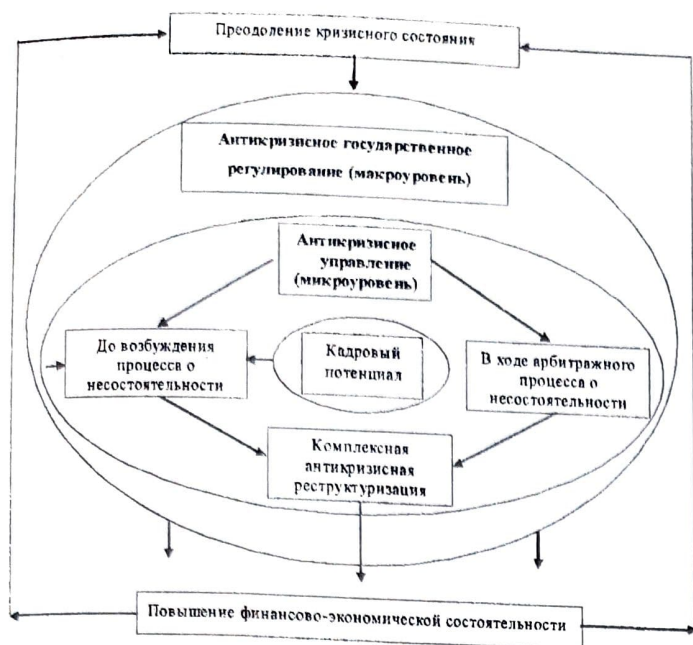 Преодоление кризисного состояния
Антикризисное государственное
регулирование (макроуровень)
Антикризисное
управление
(микроуровень)
До возбуждения
процесса о
несостоятельности
Кадровый
потенциал
В ходе арбитражного
процесса о
несостоятельности
Комплексная
антикризисная
реструктуризация
Повышение финансово-экономической состоятельности